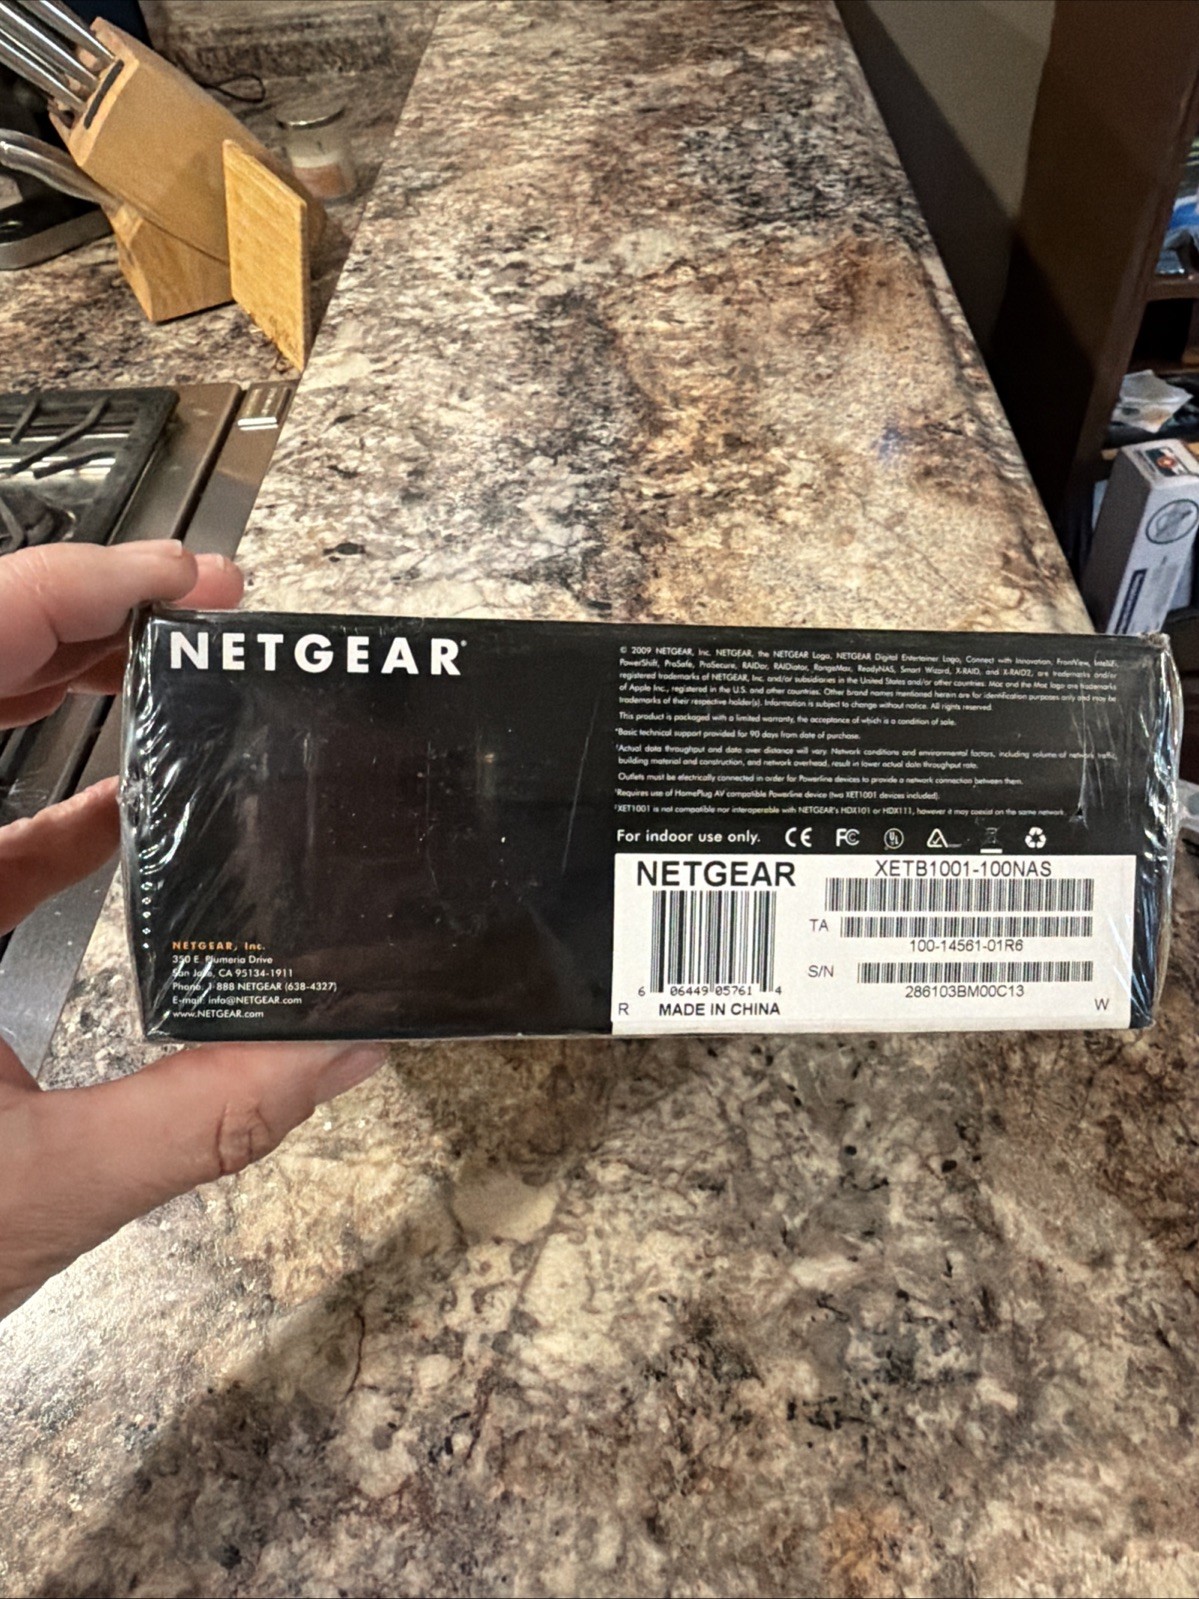 NETGEAR®
© 2009 NETGEAR, Inc. NETGEAR, the NETGEAR Logo, NETGEAR Digital Entertainer Logo, Connect with Innovation, FrontView, IntelliFi,
PowerShift, ProSafe, ProSecure, RAIDar, RAIDiator, RangeMax, ReadyNAS, Smart Wizard, X-RAID, and X-RAID2, are trademarks and/or
registered trademarks of NETGEAR, Inc. and/or subsidiaries in the United States and/or other countries. Mac and the Mac logo are trademarks
of Apple Inc., registered in the U.S. and other countries. Other brand names mentioned herein are for identification purposes only and may be
trademarks of their respective holder(s). Information is subject to change without notice. All rights reserved.
This product is packaged with a limited warranty, the acceptance of which is a condition of sale.
*Basic technical support provided for 90 days from date of purchase.
†Actual data throughput and data over distance will vary. Network conditions and environmental factors, including volume of network traffic,
building material and construction, and network overhead, result in lower actual data throughput rate.
Outlets must be electrically connected in order for Powerline devices to provide a network connection between them.
Requires use of HomePlug AV compatible Powerline device (two XET1001 devices included).
XET1001 is not compatible nor interoperable with NETGEAR's HDX101 or HDX111, however it may coexist on the same network.
For indoor use only. CE FC UL
NETGEAR
XETB1001-100NAS
TA
100-14561-01R6
S/N
286103BM00C13
6 06449 05761 4
R MADE IN CHINA W
NETGEAR, Inc.
350 E. Plumeria Drive
San Jose, CA 95134-1911
Phone: 1-888 NETGEAR (638-4327)
E-mail: info@NETGEAR.com
www.NETGEAR.com